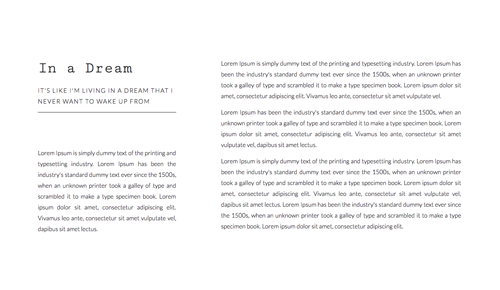 In a Dream
IT'S LIKE I'M LIVING IN A DREAM THAT I
NEVER WANT TO WAKE UP FROM
Lorem Ipsum is simply dummy text of the printing and
typesetting industry. Lorem Ipsum has been the
industry's standard dummy text ever since the 1500s,
when an unknown printer took a galley of type and
scrambled it to make a type specimen book. Lorem
ipsum dolor sit amet, consectetur adipiscing elit.
Vivamus leo ante, consectetur sit amet vulputate vel,
dapibus sit amet lectus.
Lorem Ipsum is simply dummy text of the printing and typesetting industry. Lorem Ipsum has
been the industry's standard dummy text ever since the 1500s, when an unknown printer
took a galley of type and scrambled it to make a type specimen book. Lorem ipsum dolor sit
amet, consectetur adipiscing elit. Vivamus leo ante, consectetur sit amet vulputate vel.
Lorem Ipsum has been the industry's standard dummy text ever since the 1500s, when an
unknown printer took a galley of type and scrambled it to make a type specimen book. Lorem
ipsum dolor sit amet, consectetur adipiscing elit. Vivamus leo ante, consectetur sit amet
vulputate vel, dapibus sit amet lectus.
Lorem Ipsum is simply dummy text of the printing and typesetting industry. Lorem Ipsum has
been the industry's standard dummy text ever since the 1500s, when an unknown printer
took a galley of type and scrambled it to make a type specimen book. Lorem ipsum dolor sit
amet, consectetur adipiscing elit. Vivamus leo ante, consectetur sit amet vulputate vel,
dapibus sit amet lectus. Lorem Ipsum has been the industry's standard dummy text ever since
the 1500s, when an unknown printer took a galley of type and scrambled it to make a type
specimen book. Lorem ipsum dolor sit amet, consectetur adipiscing elit.